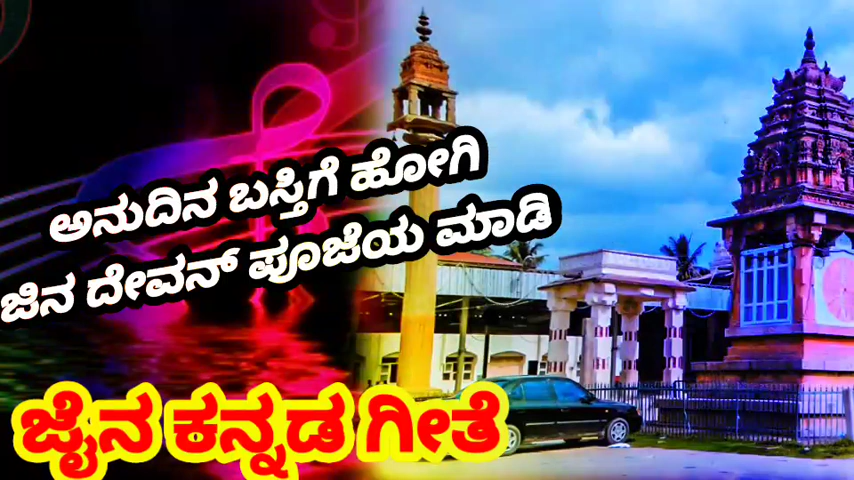 ಅನುದಿನ ಬಸ್ತಿಗೆ ಹೋಗಿ
ಜಿನ ದೇವನ್ ಪೂಜೆಯ ಮಾಡಿ
ಜೈನ ಕನ್ನಡ ಗೀತೆ